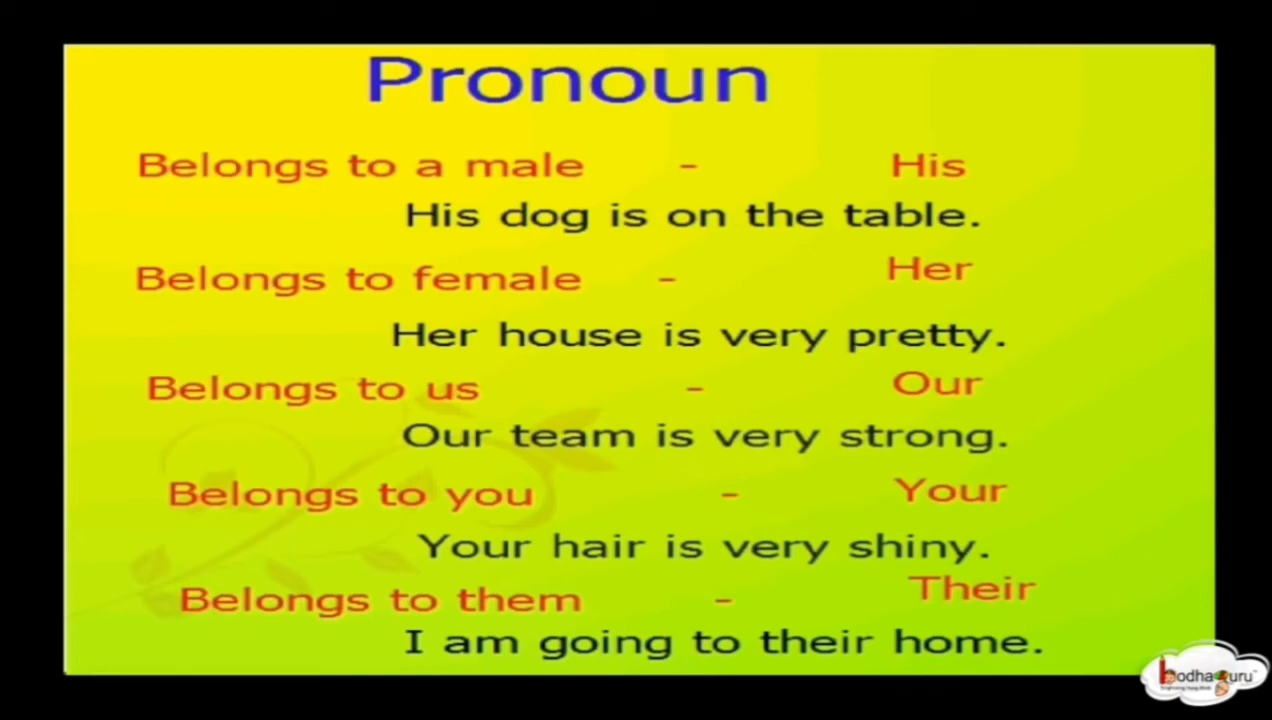 Pronoun
Belongs to a male - His
His dog is on the table.
Belongs to female - Her
Her house is very pretty.
Belongs to us - Our
Our team is very strong.
Belongs to you - Your
Your hair is very shiny.
Belongs to them - Their
I am going to their home.
bodhaguru